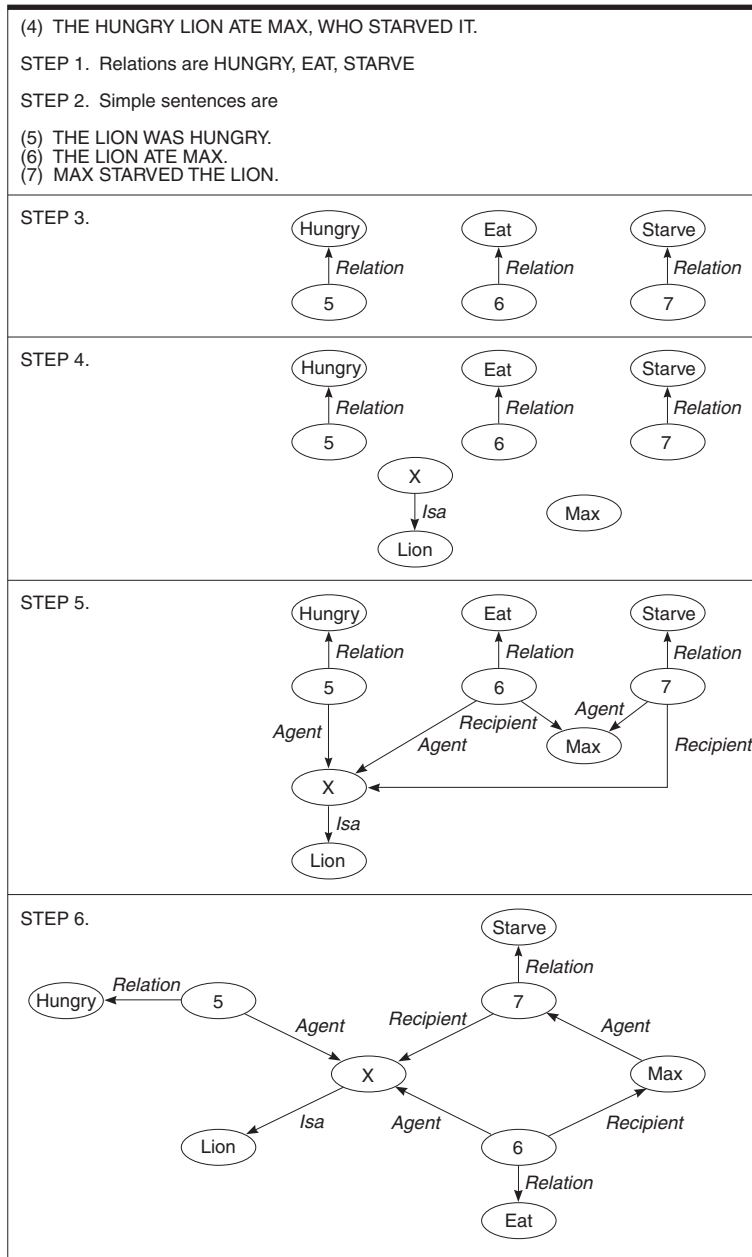 (4) THE HUNGRY LION ATE MAX, WHO STARVED IT.
STEP 1. Relations are HUNGRY, EAT, STARVE
STEP 2. Simple sentences are
(5) THE LION WAS HUNGRY.
(6) THE LION ATE MAX.
(7) MAX STARVED THE LION.
STEP 3.
Hungry Eat Starve
Relation Relation Relation
5 6 7
STEP 4.
Hungry Eat Starve
Relation Relation Relation
5 6 7
X
Isa Max
Lion
STEP 5.
Hungry Eat Starve
Relation Relation Relation
5 6 7
Agent Agent Recipient Agent Recipient
Max
X
Isa
Lion
STEP 6.
Starve
Relation
Hungry Relation 5 7
Agent Recipient Agent
X Max
Isa Agent Recipient
Lion 6
Relation
Eat